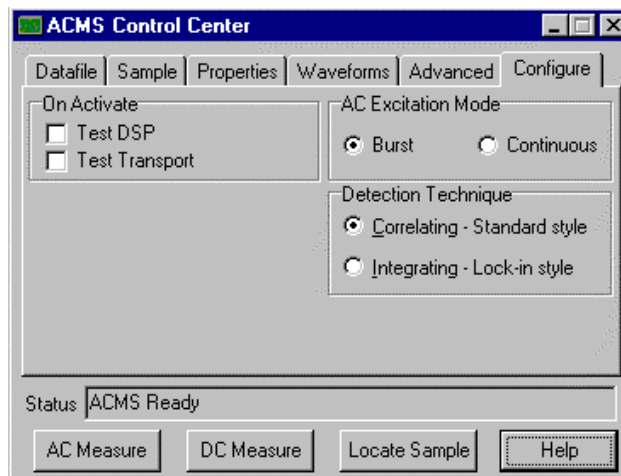 ACMS Control Center
Datafile Sample Properties Waveforms Advanced Configure
On Activate
Test DSP
Test Transport
AC Excitation Mode
Burst Continuous
Detection Technique
Correlating - Standard style
Integrating - Lock-in style
Status ACMS Ready
AC Measure DC Measure Locate Sample Help